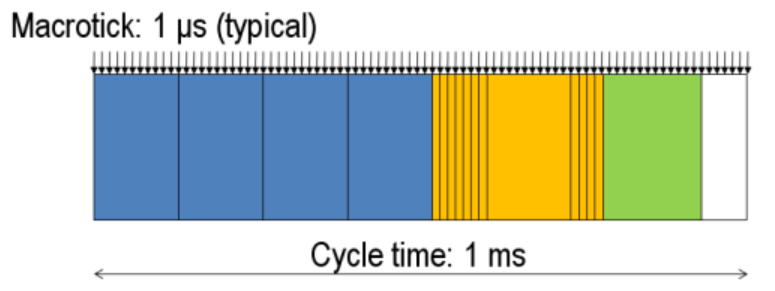 Macrotick: 1 µs (typical)
Cycle time: 1 ms